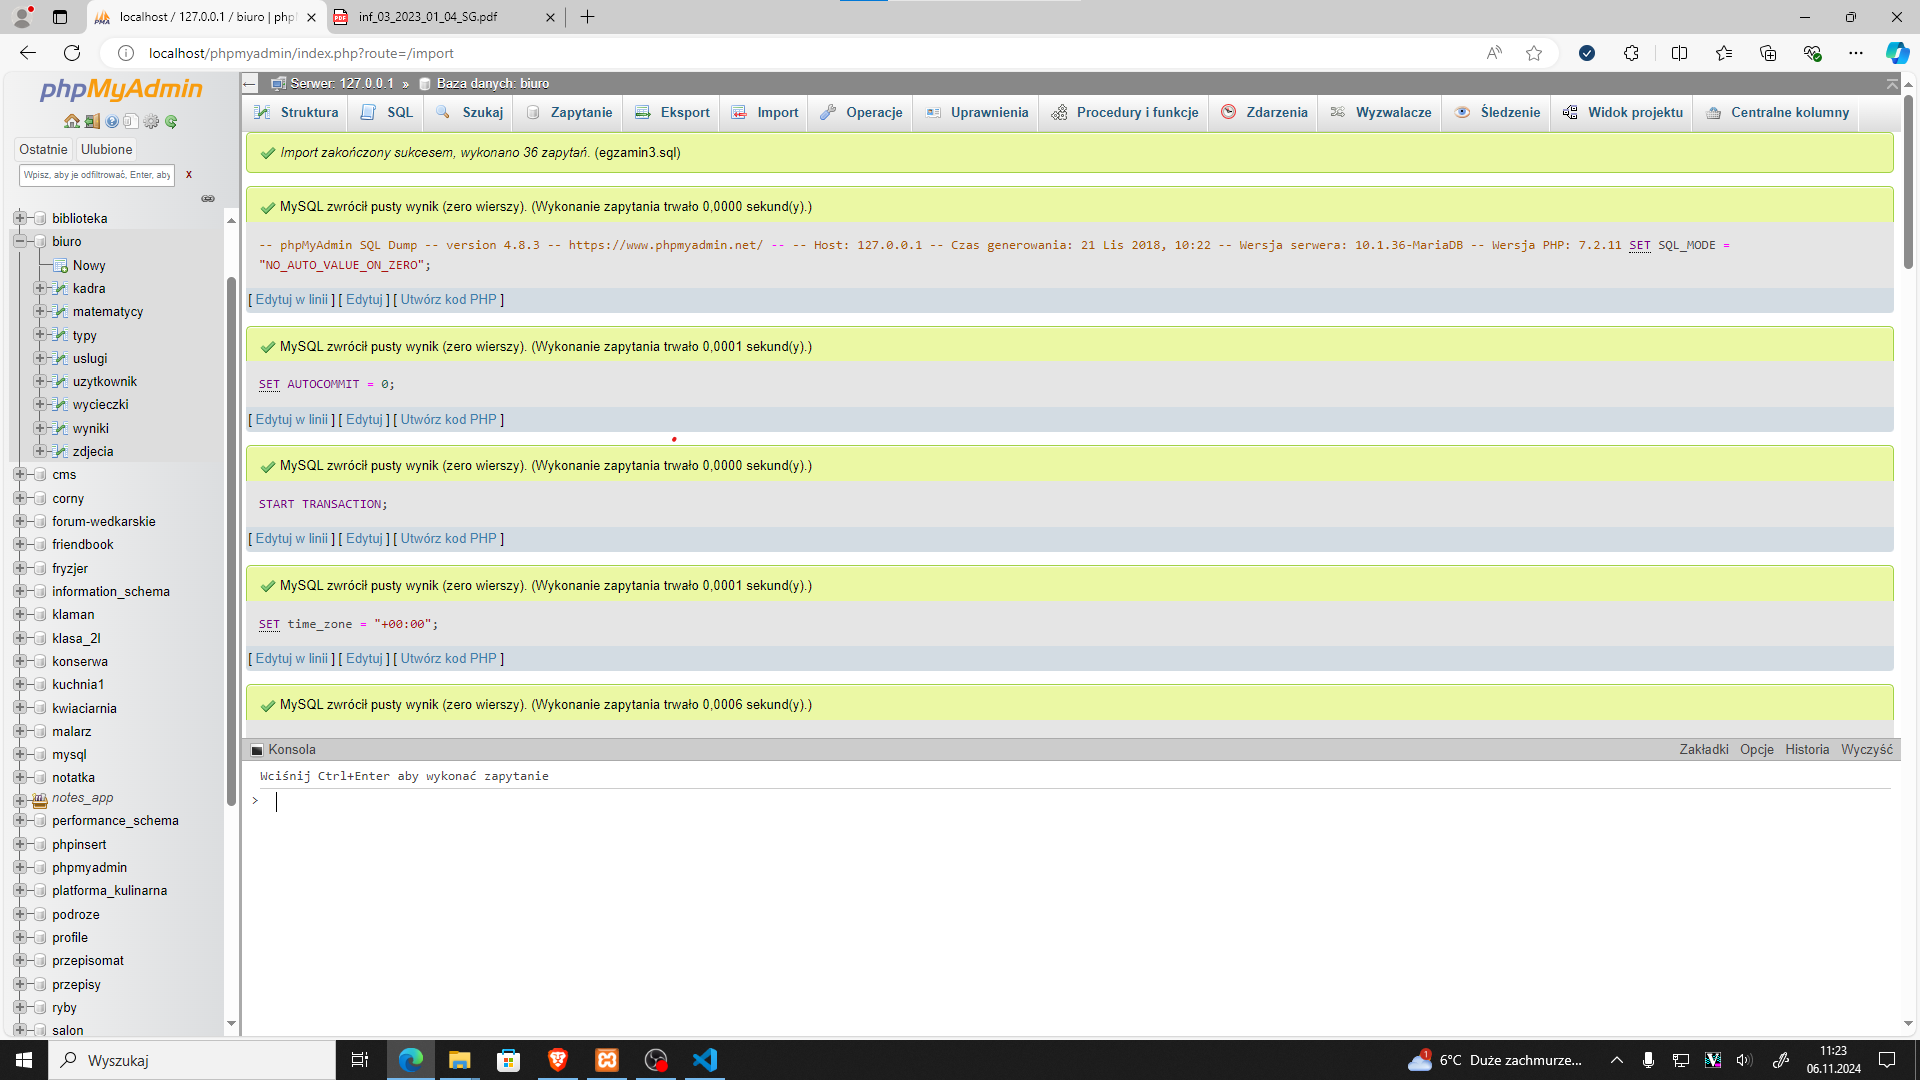 localhost / 127.0.0.1 / biuro | php
inf_03_2023_01_04_SG.pdf
localhost/phpmyadmin/index.php?route=/import
phpMyAdmin
Ostatnie Ulubione
Wpisz, aby je odfiltrować, Enter, aby
x
biblioteka
biuro
Nowy
kadra
matematycy
typy
uslugi
uzytkownik
wycieczki
wyniki
zdjecia
cms
corny
forum-wedkarskie
friendbook
fryzjer
information_schema
klaman
klasa_2l
konserwa
kuchnia1
kwiaciarnia
malarz
mysql
notatka
notes_app
performance_schema
phpinsert
phpmyadmin
platforma_kulinarna
podroze
profile
przepisomat
przepisy
ryby
salon
Serwer: 127.0.0.1 » Baza danych: biuro
Struktura SQL Szukaj Zapytanie Eksport Import Operacje Uprawnienia Procedury i funkcje Zdarzenia Wyzwalacze Śledzenie Widok projektu Centralne kolumny
Import zakończony sukcesem, wykonano 36 zapytań. (egzamin3.sql)
MySQL zwrócił pusty wynik (zero wierszy). (Wykonanie zapytania trwało 0,0000 sekund(y).)
-- phpMyAdmin SQL Dump -- version 4.8.3 -- https://www.phpmyadmin.net/ -- -- Host: 127.0.0.1 -- Czas generowania: 21 Lis 2018, 10:22 -- Wersja serwera: 10.1.36-MariaDB -- Wersja PHP: 7.2.11 SET SQL_MODE =
"NO_AUTO_VALUE_ON_ZERO";
[ Edytuj w linii ] [ Edytuj ] [ Utwórz kod PHP ]
MySQL zwrócił pusty wynik (zero wierszy). (Wykonanie zapytania trwało 0,0001 sekund(y).)
SET AUTOCOMMIT = 0;
[ Edytuj w linii ] [ Edytuj ] [ Utwórz kod PHP ]
MySQL zwrócił pusty wynik (zero wierszy). (Wykonanie zapytania trwało 0,0000 sekund(y).)
START TRANSACTION;
[ Edytuj w linii ] [ Edytuj ] [ Utwórz kod PHP ]
MySQL zwrócił pusty wynik (zero wierszy). (Wykonanie zapytania trwało 0,0001 sekund(y).)
SET time_zone = "+00:00";
[ Edytuj w linii ] [ Edytuj ] [ Utwórz kod PHP ]
MySQL zwrócił pusty wynik (zero wierszy). (Wykonanie zapytania trwało 0,0006 sekund(y).)
Konsola
Zakładki Opcje Historia Wyczyść
Wciśnij Ctrl+Enter aby wykonać zapytanie
>
Wyszukaj
1
6°C Duże zachmurze...
11:23
06.11.2024